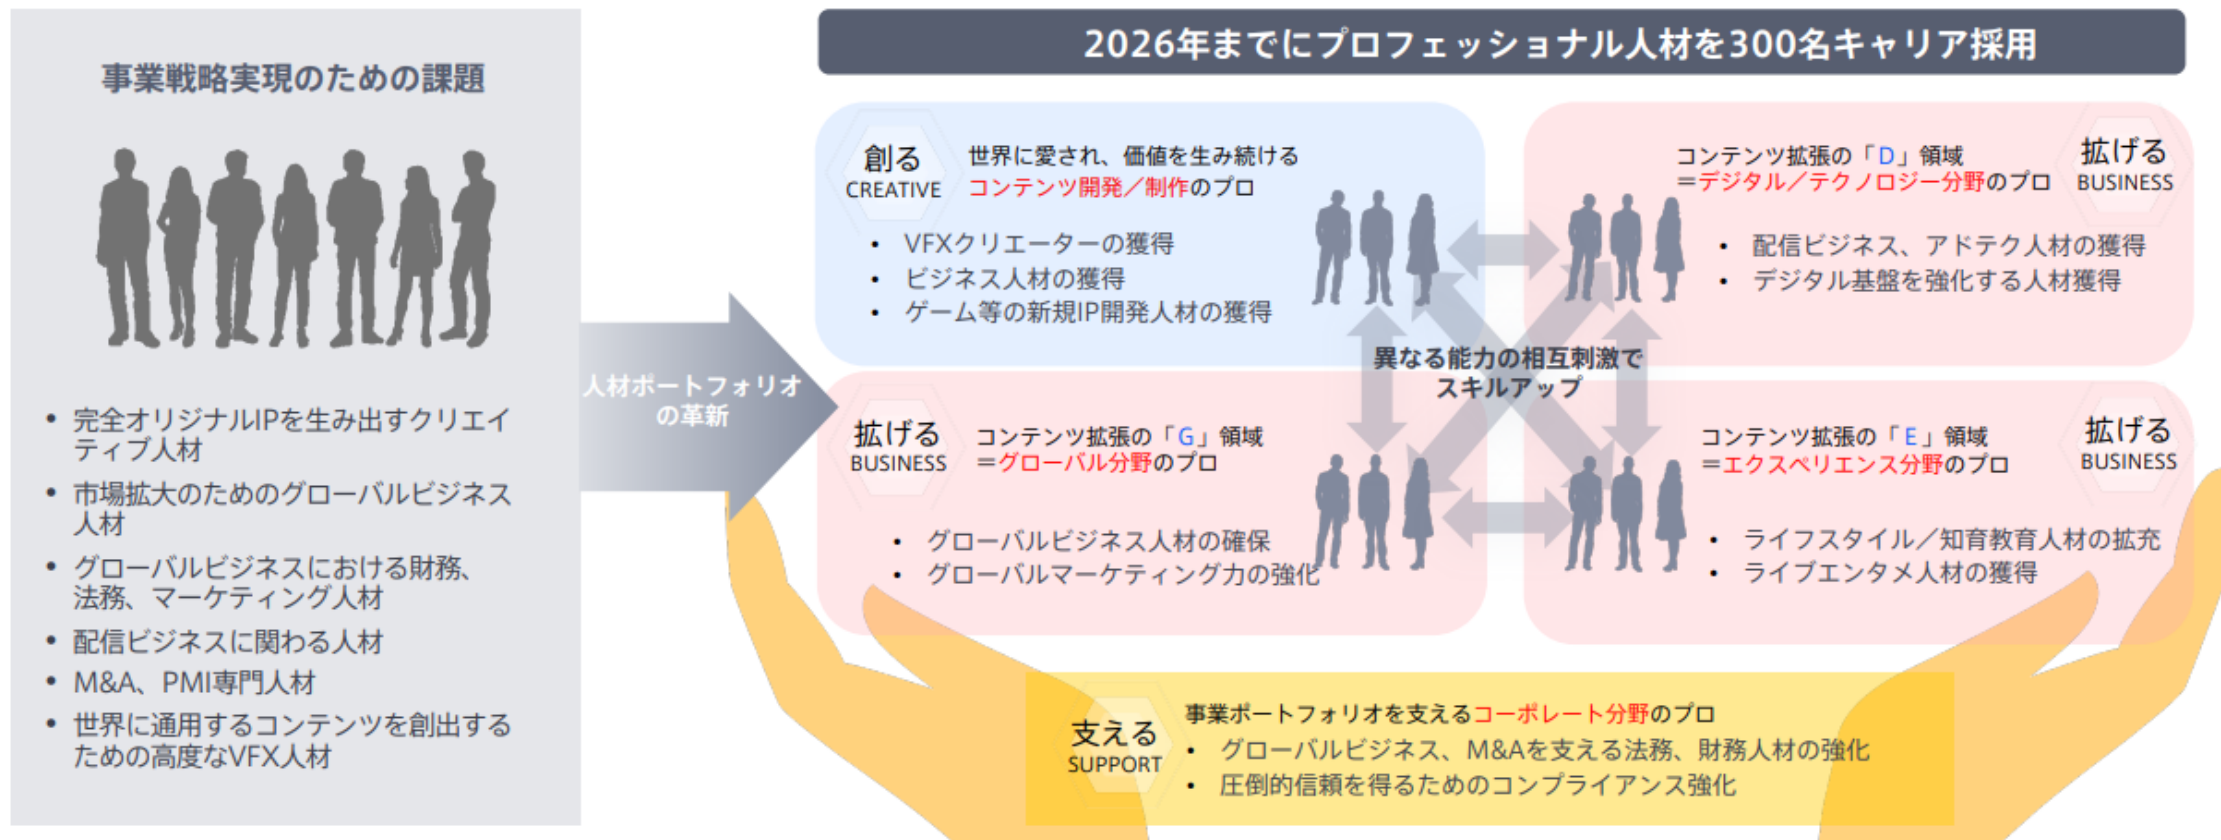 事業戦略実現のための課題
• 完全オリジナルIPを生み出すクリエイ
ティブ人材
• 市場拡大のためのグローバルビジネス
人材
• グローバルビジネスにおける財務、
法務、マーケティング人材
• 配信ビジネスに関わる人材
• M&A、PMI専門人材
• 世界に通用するコンテンツを創出する
ための高度なVFX人材
人材ポートフォリオ
の革新
2026年までにプロフェッショナル人材を300名キャリア採用
創る
CREATIVE
世界に愛され、価値を生み続ける
コンテンツ開発／制作のプロ
• VFXクリエーターの獲得
• ビジネス人材の獲得
• ゲーム等の新規IP開発人材の獲得
コンテンツ拡張の「D」領域
＝デジタル／テクノロジー分野のプロ
拡げる
BUSINESS
• 配信ビジネス、アドテク人材の獲得
• デジタル基盤を強化する人材獲得
異なる能力の相互刺激で
スキルアップ
拡げる
BUSINESS
コンテンツ拡張の「G」領域
＝グローバル分野のプロ
• グローバルビジネス人材の確保
• グローバルマーケティング力の強化
コンテンツ拡張の「E」領域
＝エクスペリエンス分野のプロ
拡げる
BUSINESS
• ライフスタイル／知育教育人材の拡充
• ライブエンタメ人材の獲得
支える
SUPPORT
事業ポートフォリオを支えるコーポレート分野のプロ
• グローバルビジネス、M&Aを支える法務、財務人材の強化
• 圧倒的信頼を得るためのコンプライアンス強化